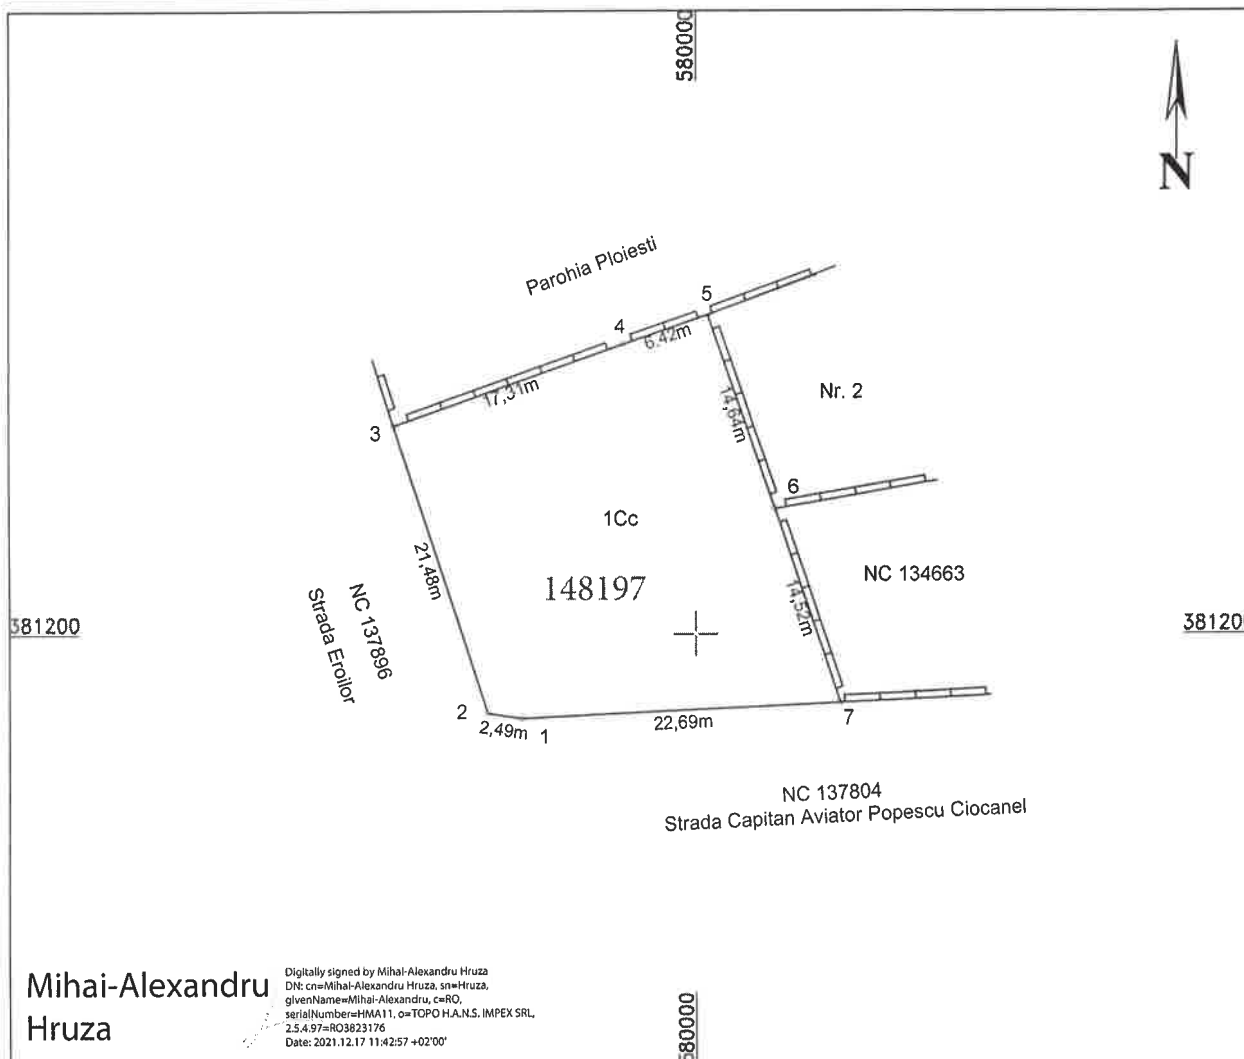 580000
N
Parohia Ploiesti
5
4
6.42m
17,31m
3
14,64m
Nr. 2
6
1Cc
21,48m
NC 134663
148197
14,52m
NC 137896
Strada Eroilor
381200
38120
2
2,49m
1
22,69m
7
NC 137804
Strada Capitan Aviator Popescu Ciocanel
Mihai-Alexandru
Hruza
Digitally signed by Mihai-Alexandru Hruza
DN: cn=Mihai-Alexandru Hruza, sn=Hruza,
givenName=Mihai-Alexandru, c=RO,
serialNumber=HMA11, o=TOPO H.A.N.S. IMPEX SRL,
2.5.4.97=RO3823176
Date: 2021.12.17 11:42:57 +02'00'
580000